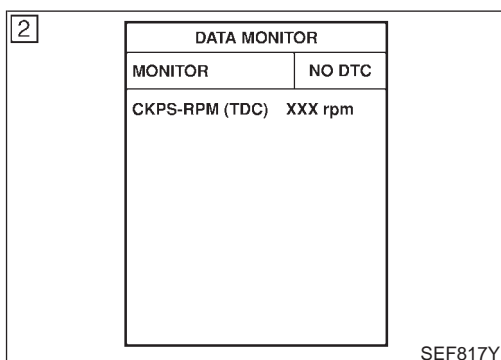 2
DATA MONITOR
MONITOR NO DTC
CKPS-RPM (TDC) XXX rpm
SEF817Y